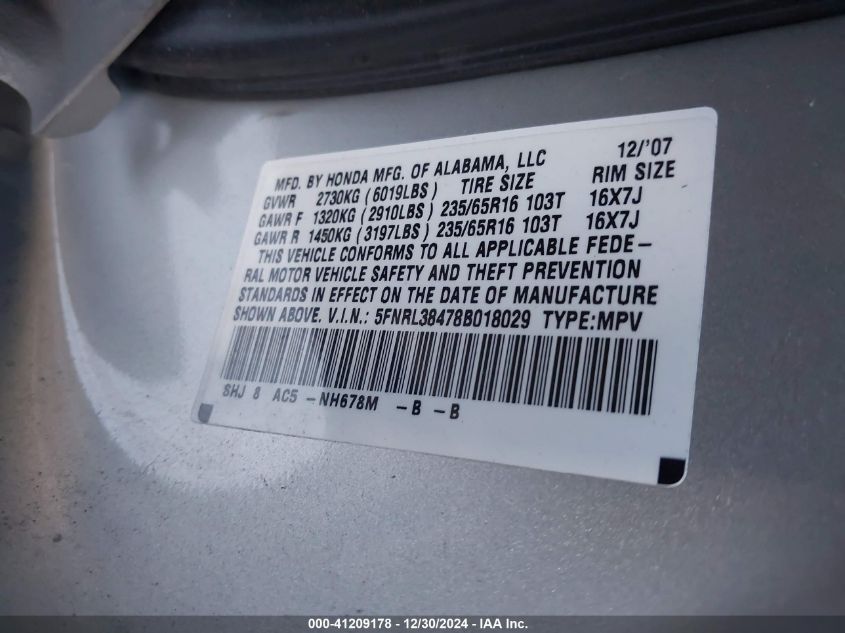 MFD. BY HONDA MFG. OF ALABAMA, LLC 12/'07
GVWR 2730KG (6019LBS) TIRE SIZE RIM SIZE
GAWR F 1320KG (2910LBS) 235/65R16 103T 16X7J
GAWR R 1450KG (3197LBS) 235/65R16 103T 16X7J
THIS VEHICLE CONFORMS TO ALL APPLICABLE FEDE-
RAL MOTOR VEHICLE SAFETY AND THEFT PREVENTION
STANDARDS IN EFFECT ON THE DATE OF MANUFACTURE
SHOWN ABOVE. V.I.N.: 5FNRL38478B018029 TYPE:MPV
SHJ 8 AC5 -NH678M -B -B
000-41209178 - 12/30/2024 - IAA Inc.